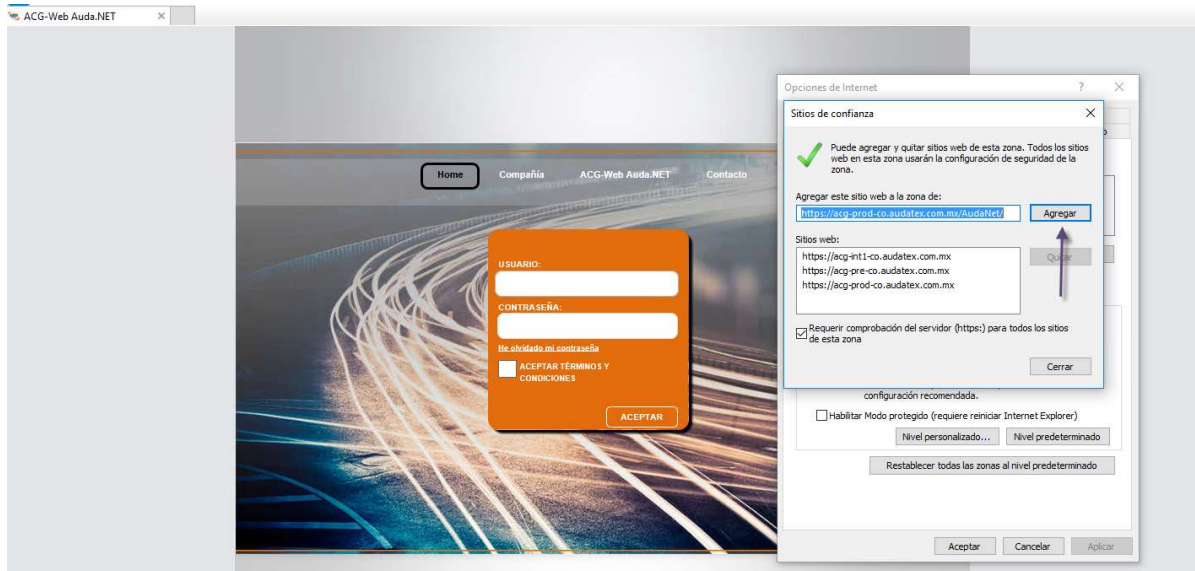 ACG-Web Auda.NET
Home
Compañía
ACG-Web Auda.NET
Contacto
USUARIO:
CONTRASEÑA:
He olvidado mi contraseña
ACEPTAR TÉRMINOS Y
CONDICIONES
ACEPTAR
Opciones de Internet
Sitios de confianza
Puede agregar y quitar sitios web de esta zona. Todos los sitios
web en esta zona usarán la configuración de seguridad de la
zona.
Agregar este sitio web a la zona de:
https://acg-prod-co.audatex.com.mx/AudaNet/
Agregar
Sitios web:
https://acg-int1-co.audatex.com.mx
https://acg-pre-co.audatex.com.mx
https://acg-prod-co.audatex.com.mx
Quitar
Requerir comprobación del servidor (https:) para todos los sitios
de esta zona
Cerrar
configuración recomendada.
Habilitar Modo protegido (requiere reiniciar Internet Explorer)
Nivel personalizado...
Nivel predeterminado
Restablecer todas las zonas al nivel predeterminado
Aceptar
Cancelar
Aplicar